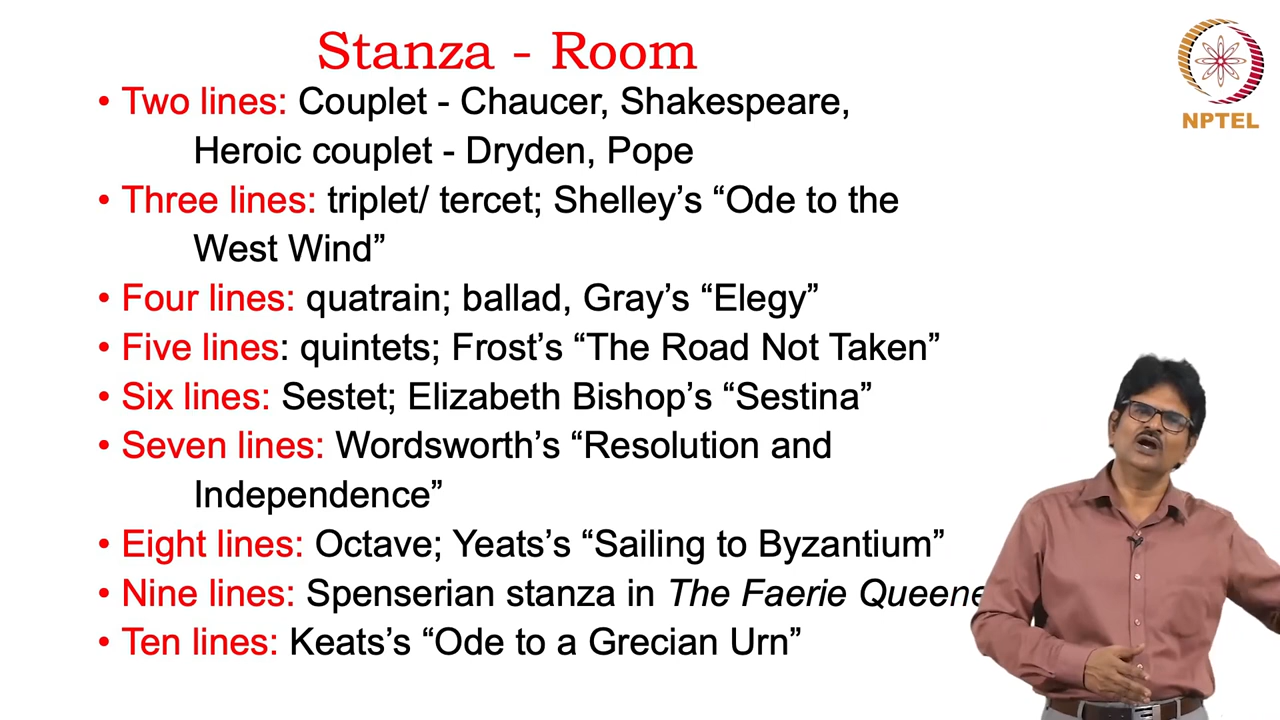 Stanza - Room
NPTEL
• Two lines: Couplet - Chaucer, Shakespeare,
Heroic couplet - Dryden, Pope
• Three lines: triplet/ tercet; Shelley’s “Ode to the
West Wind”
• Four lines: quatrain; ballad, Gray’s “Elegy”
• Five lines: quintets; Frost’s “The Road Not Taken”
• Six lines: Sestet; Elizabeth Bishop’s “Sestina”
• Seven lines: Wordsworth’s “Resolution and
Independence”
• Eight lines: Octave; Yeats’s “Sailing to Byzantium”
• Nine lines: Spenserian stanza in The Faerie Queene
• Ten lines: Keats’s “Ode to a Grecian Urn”